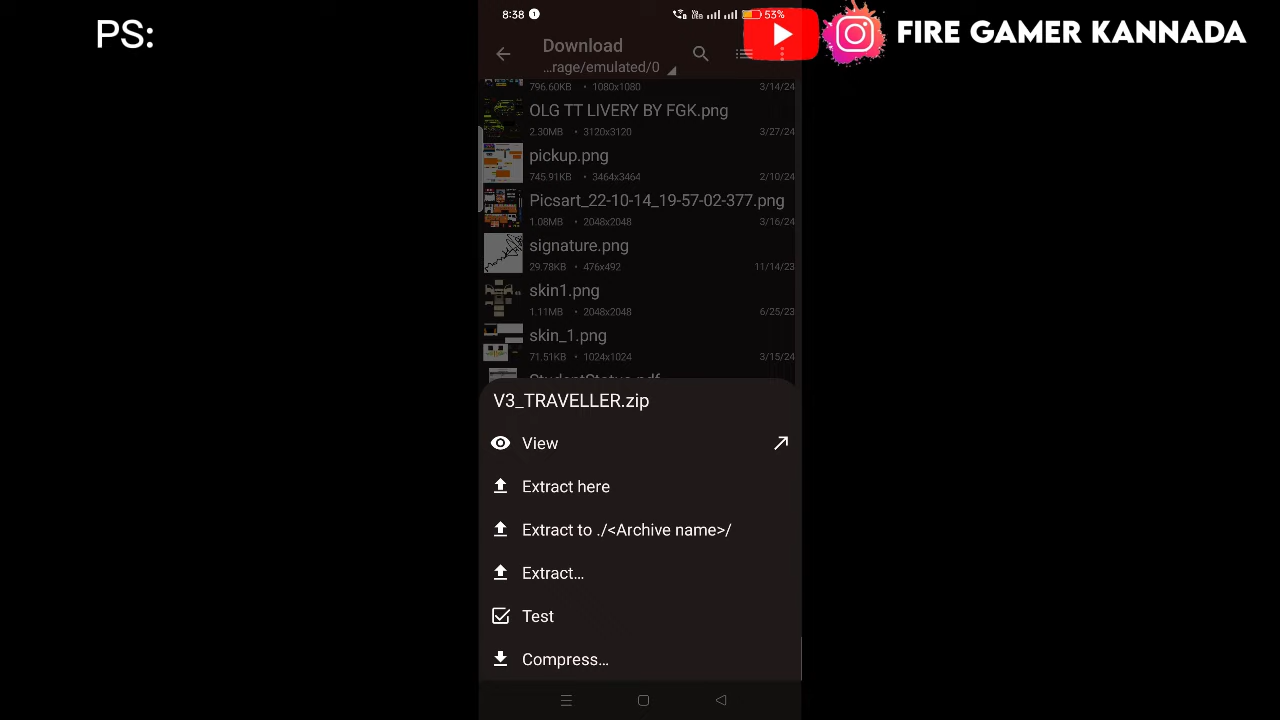 PS:
FIRE GAMER KANNADA
8:38 53%
Download
...rage/emulated/0
796.60KB • 1080x1080 3/14/24
OLG TT LIVERY BY FGK.png
2.30MB • 3120x3120 3/27/24
pickup.png
745.91KB • 3464x3464 2/10/24
Picsart_22-10-14_19-57-02-377.png
1.08MB • 2048x2048 3/16/24
signature.png
29.78KB • 476x492 11/14/23
skin1.png
1.11MB • 2048x2048 6/25/23
skin_1.png
71.51KB • 1024x1024 3/15/24
StudentStatus.pdf
V3_TRAVELLER.zip
View
Extract here
Extract to ./<Archive name>/
Extract...
Test
Compress...